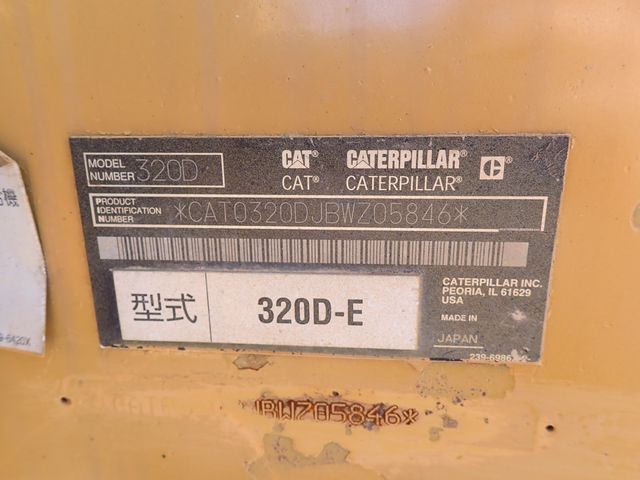 MODEL NUMBER 320D
CAT® CATERPILLAR® C®
CAT® CATERPILLAR®
PRODUCT IDENTIFICATION NUMBER *CAT0320DJBWZ05846*
型式 320D-E
CATERPILLAR INC.
PEORIA, IL 61629
USA
MADE IN
JAPAN
JBWZ05846*